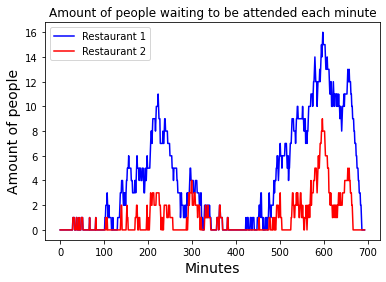 Amount of people waiting to be attended each minute
Restaurant 1
Restaurant 2
Amount of people
16
14
12
10
8
6
4
2
0
0 100 200 300 400 500 600 700
Minutes